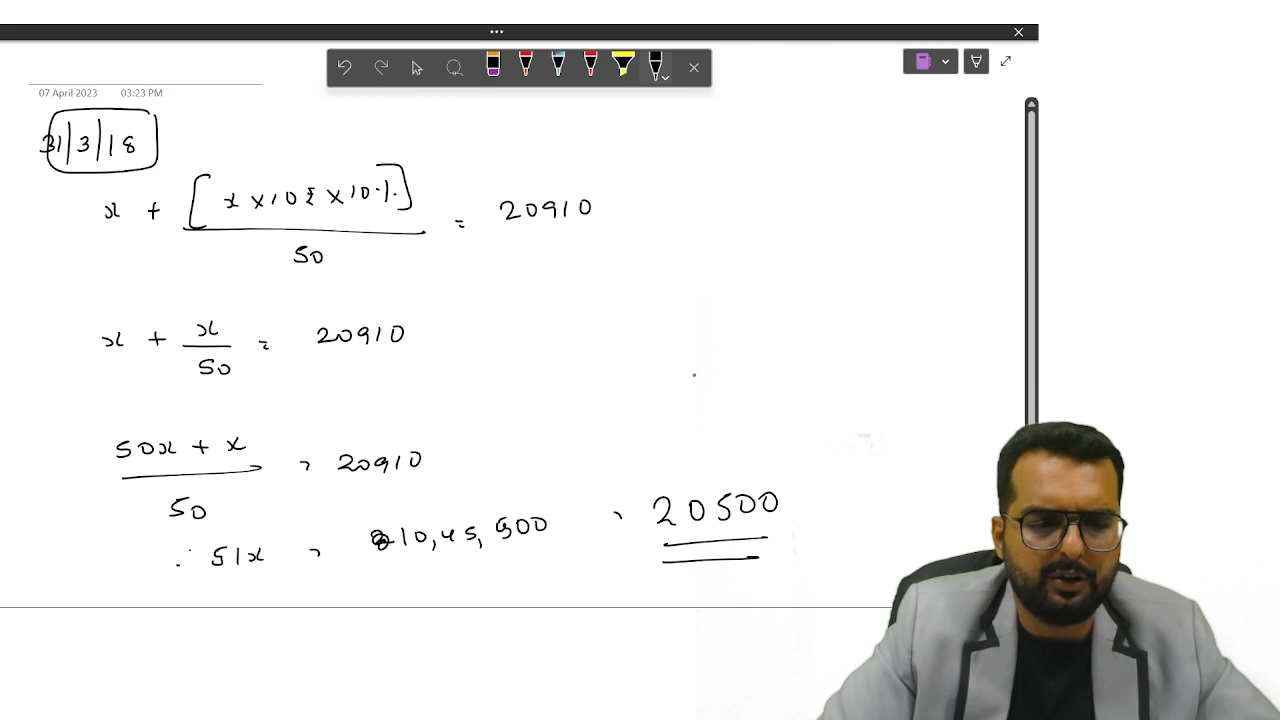 07 April 2023 03:23 PM
31/3/18
x + [x × 10₹ × 10%] / 50 = 20910
x + x / 50 = 20910
50x + x / 50 = 20910
∴ 51x = 10,45,500 = 20500